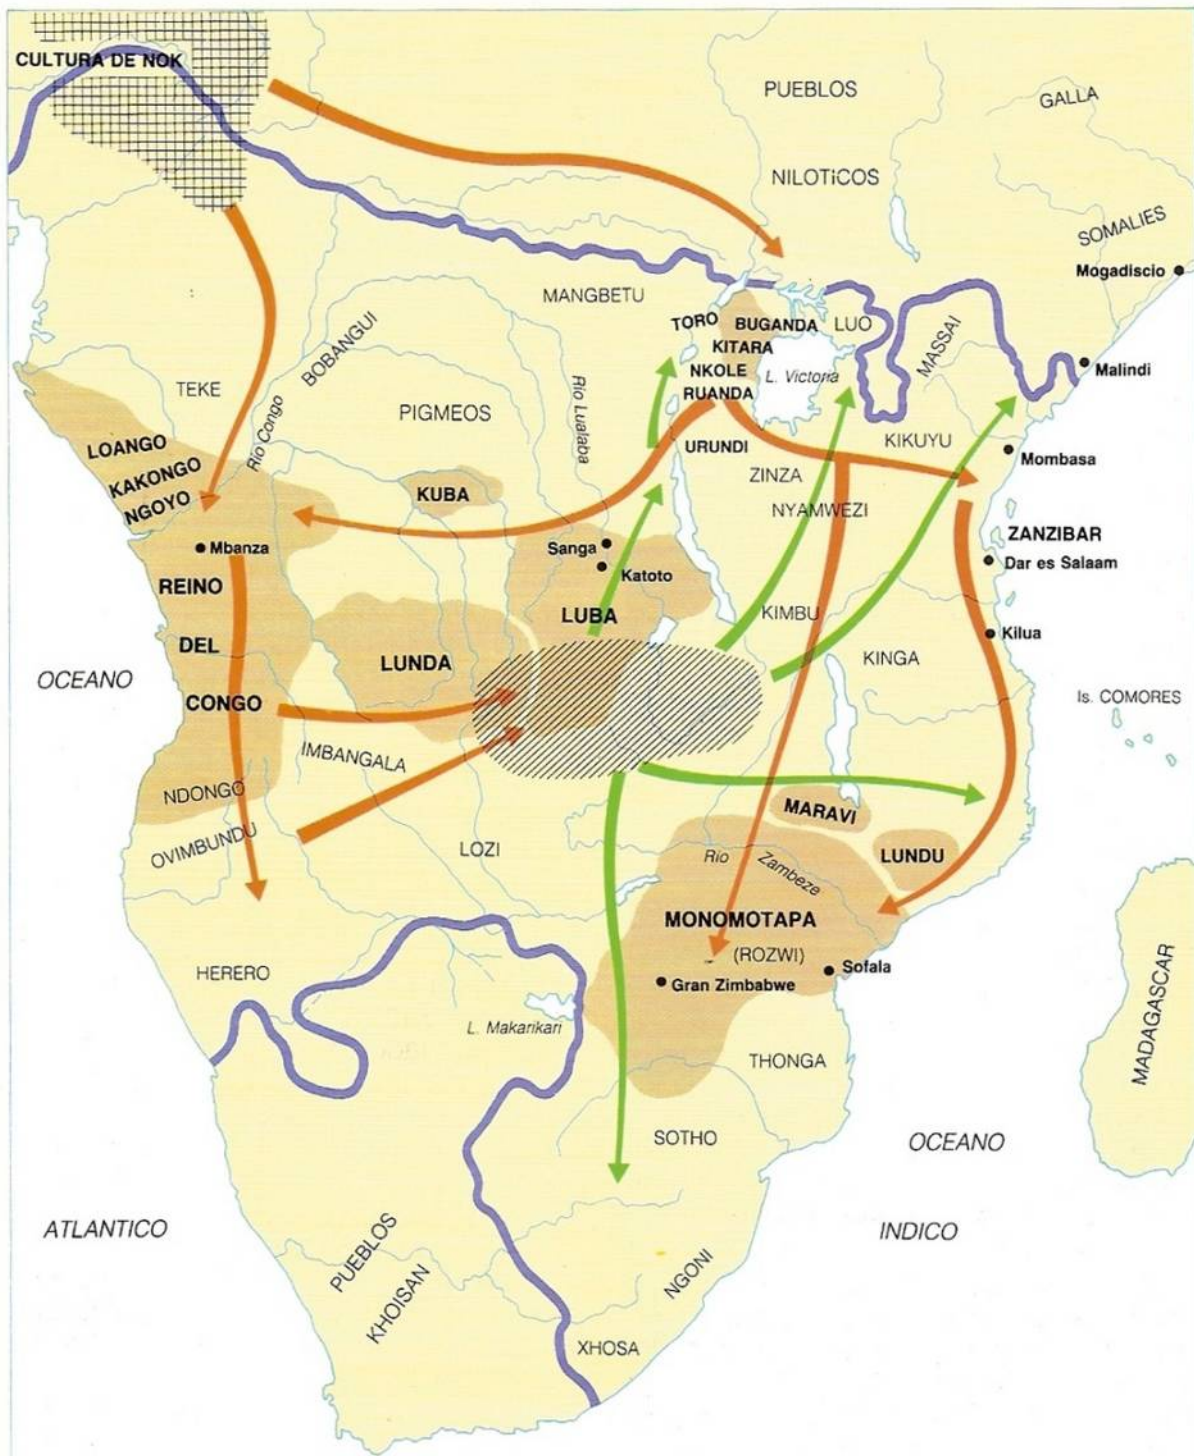 CULTURA DE NOK
PUEBLOS
NILOTiCOS
GALLA
SOMALIES
Mogadiscio
MANGBETU
TORO
BUGANDA
LUO
KITARA
NKOLE
L. Victoria
RUANDA
MASSAI
Malindi
BOBANGUI
TEKE
Rio Congo
PIGMEOS
Rio Lualaba
URUNDI
KIKUYU
Mombasa
LOANGO
KAKONGO
NGOYO
KUBA
ZINZA
NYAMWEZI
ZANZIBAR
Mbanza
Sanga
Katoto
Dar es Salaam
REINO
DEL
CONGO
LUNDA
LUBA
KIMBU
Kilua
KINGA
OCEANO
Is. COMORES
IMBANGALA
NDONGO
OVIMBUNDU
LOZI
MARAVI
LUNDU
Rio
Zambeze
MONOMOTAPA
(ROZWI)
Sofala
Gran Zimbabwe
HERERO
L. Makarikari
THONGA
MADAGASCAR
SOTHO
OCEANO
ATLANTICO
INDICO
PUEBLOS
KHOISAN
NGONI
XHOSA